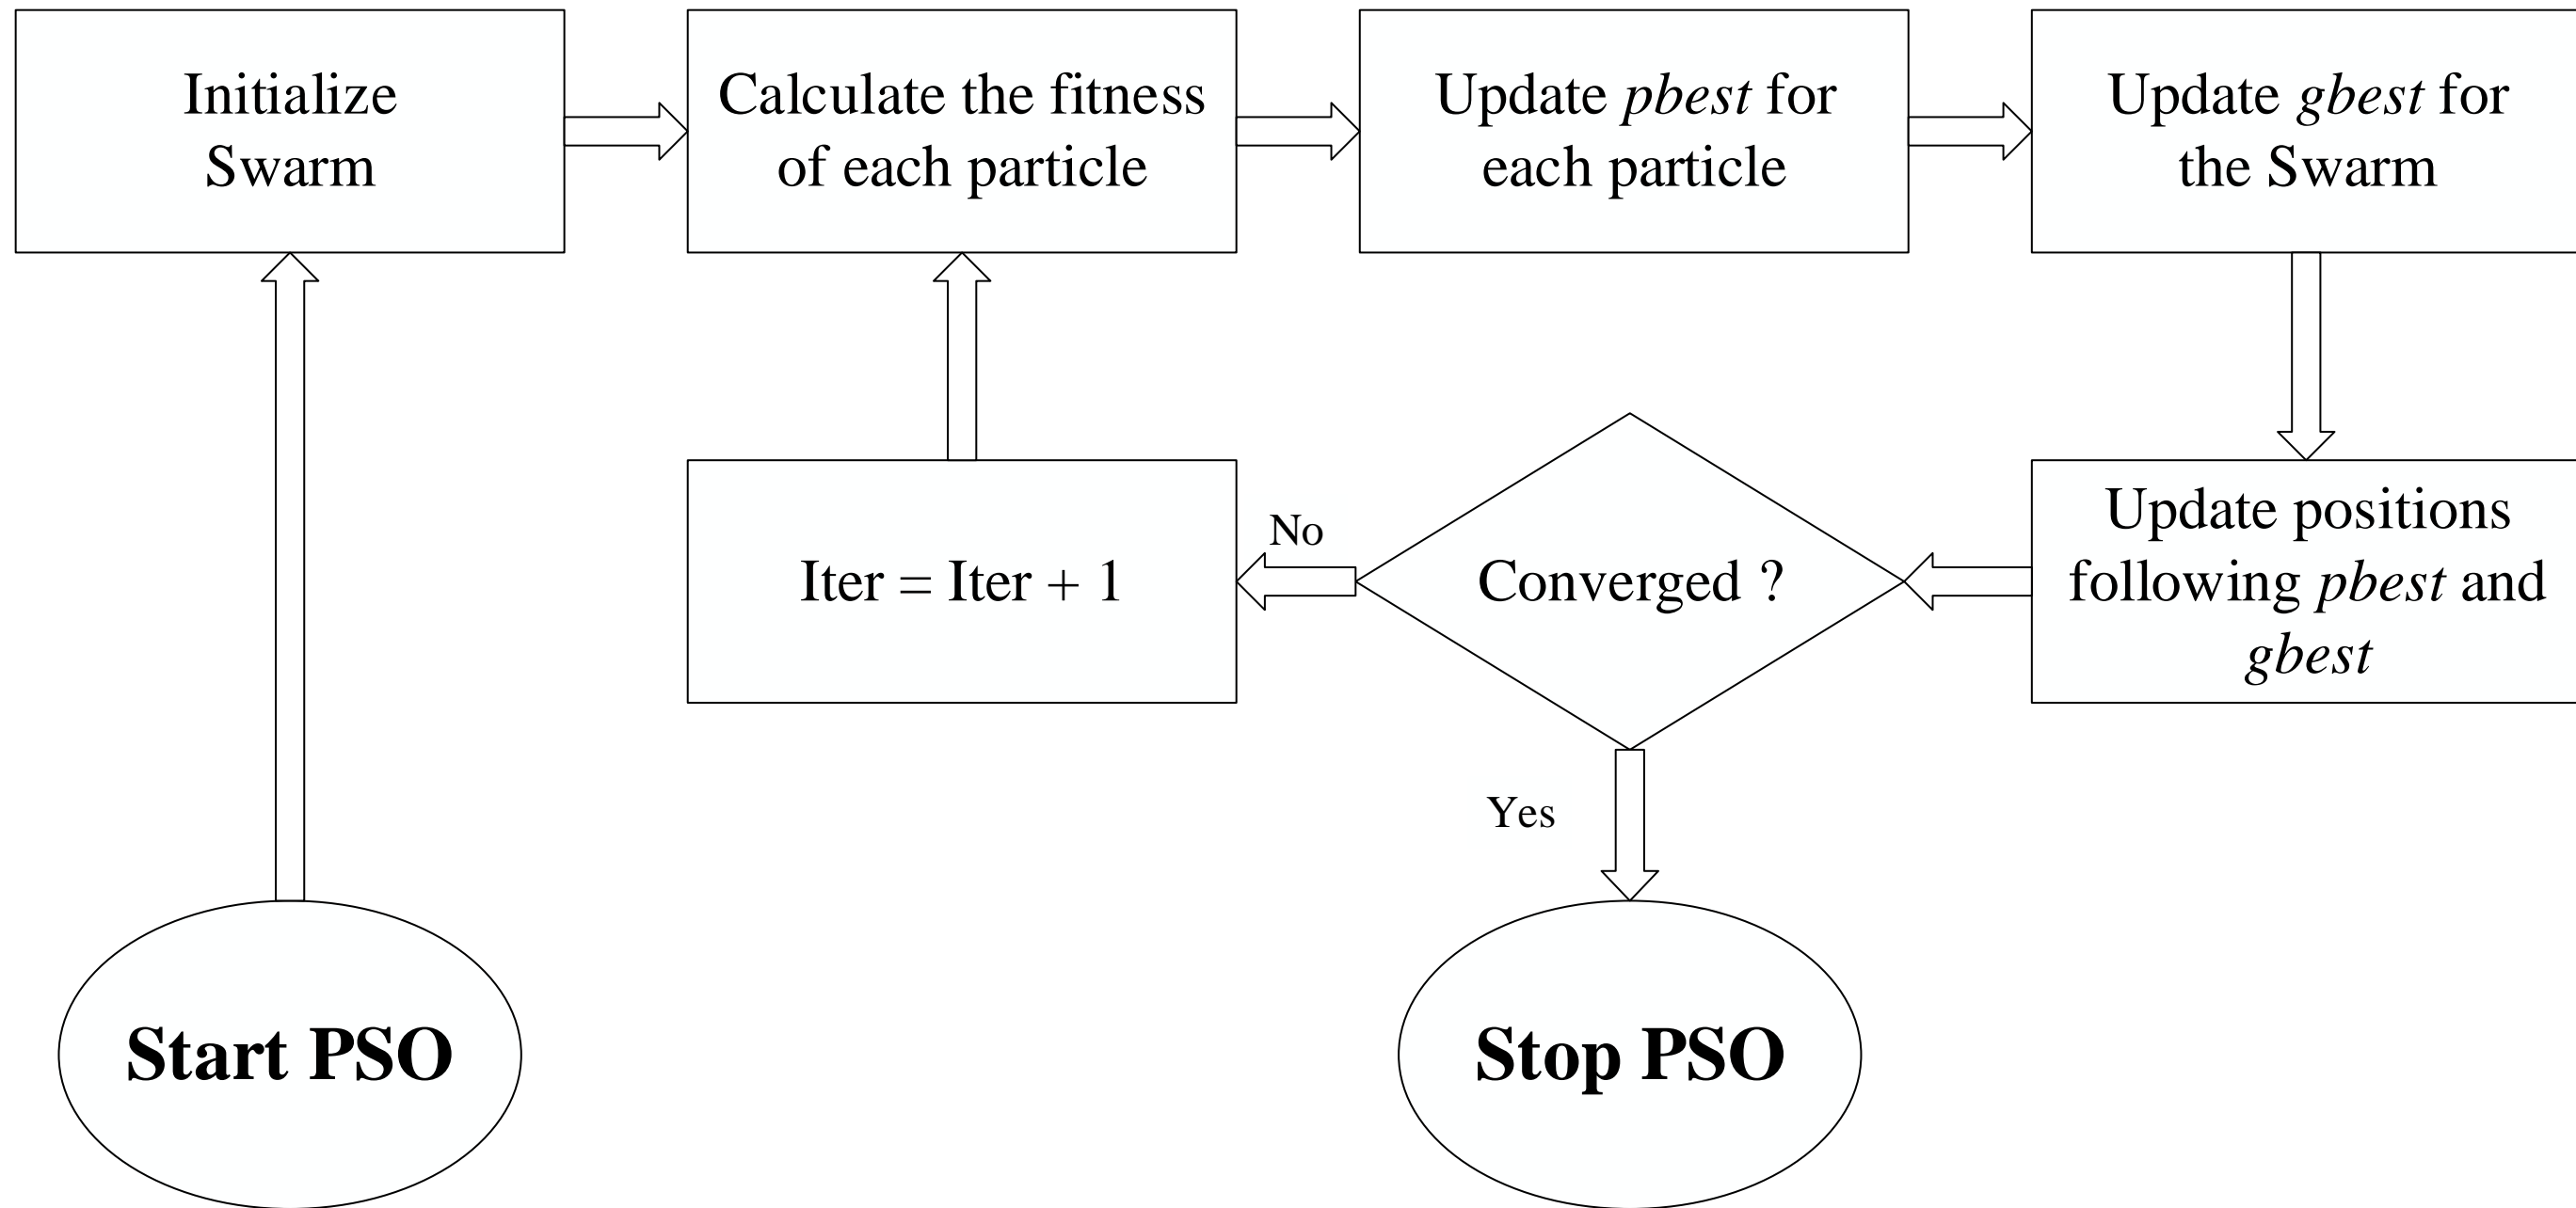 Initialize
Swarm
Calculate the fitness
of each particle
Update pbest for
each particle
Update gbest for
the Swarm
Update positions
following pbest and
gbest
Converged ?
No
Iter = Iter + 1
Yes
Start PSO
Stop PSO